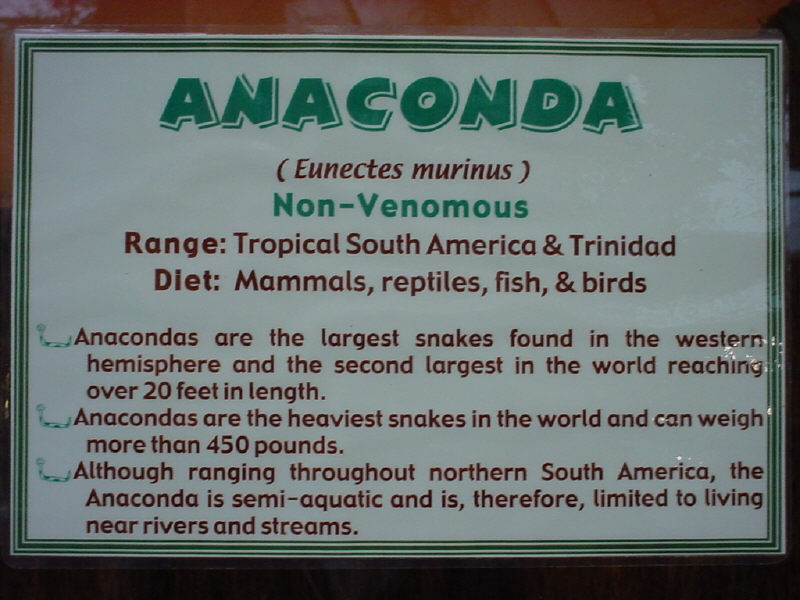 ANACONDA
( Eunectes murinus )
Non-Venomous
Range: Tropical South America & Trinidad
Diet: Mammals, reptiles, fish, & birds
Anacondas are the largest snakes found in the western
hemisphere and the second largest in the world reaching
over 20 feet in length.
Anacondas are the heaviest snakes in the world and can weigh
more than 450 pounds.
Although ranging throughout northern South America, the
Anaconda is semi-aquatic and is, therefore, limited to living
near rivers and streams.